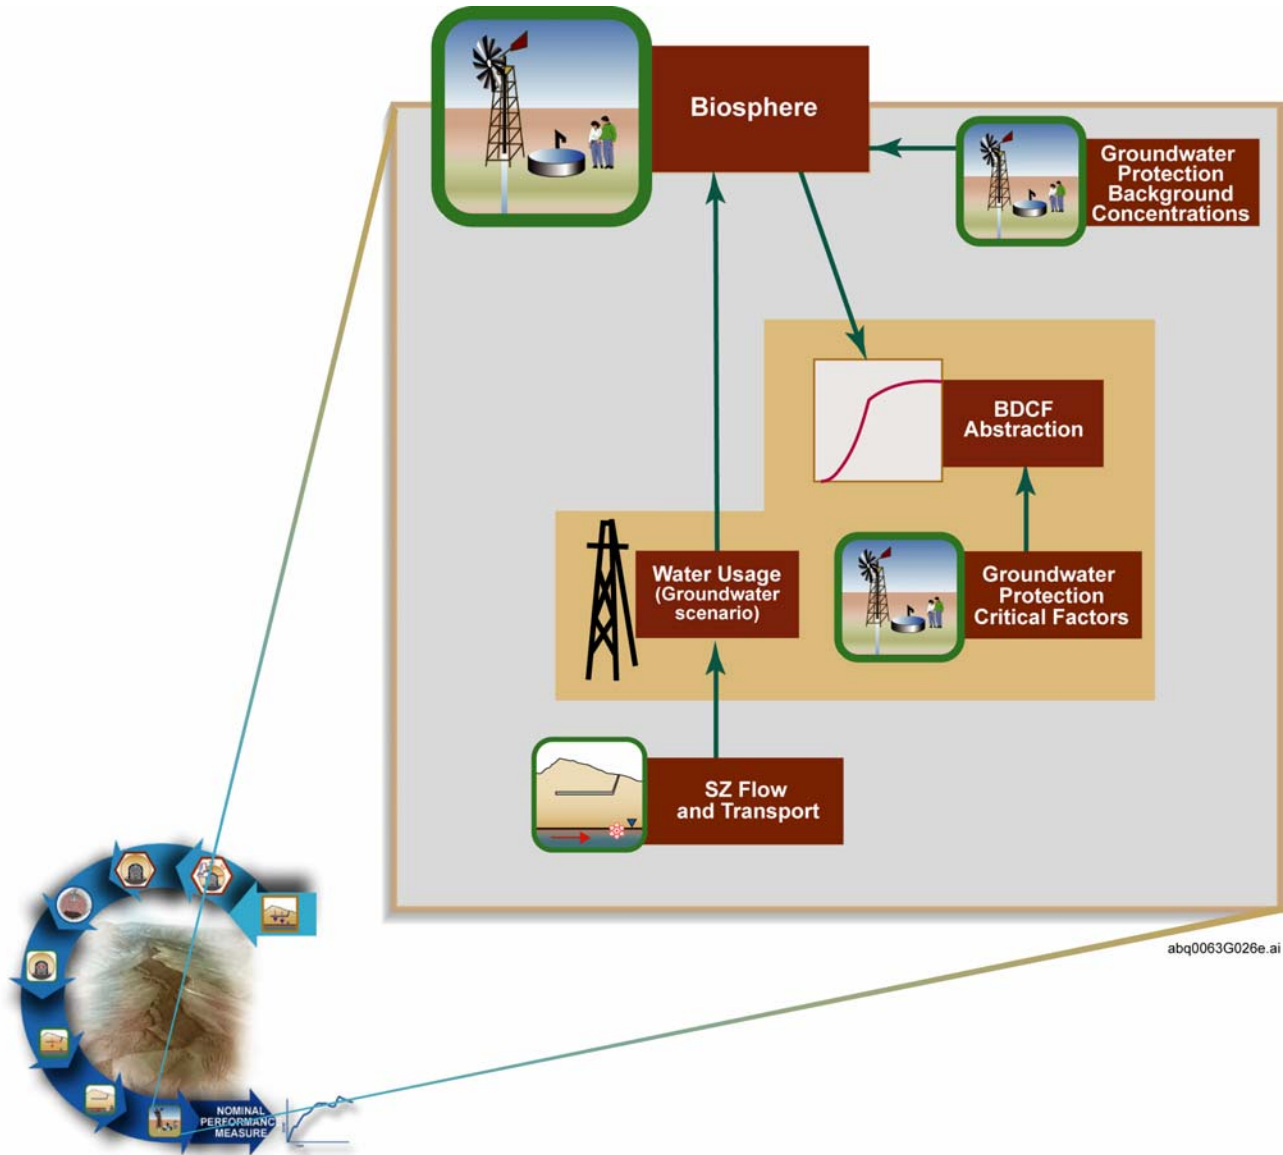 Biosphere
Groundwater
Protection
Background
Concentrations
BDCF
Abstraction
Water Usage
(Groundwater
scenario)
Groundwater
Protection
Critical Factors
SZ Flow
and Transport
abq0063G026e.ai
NOMINAL
PERFORMANC
MEASURE